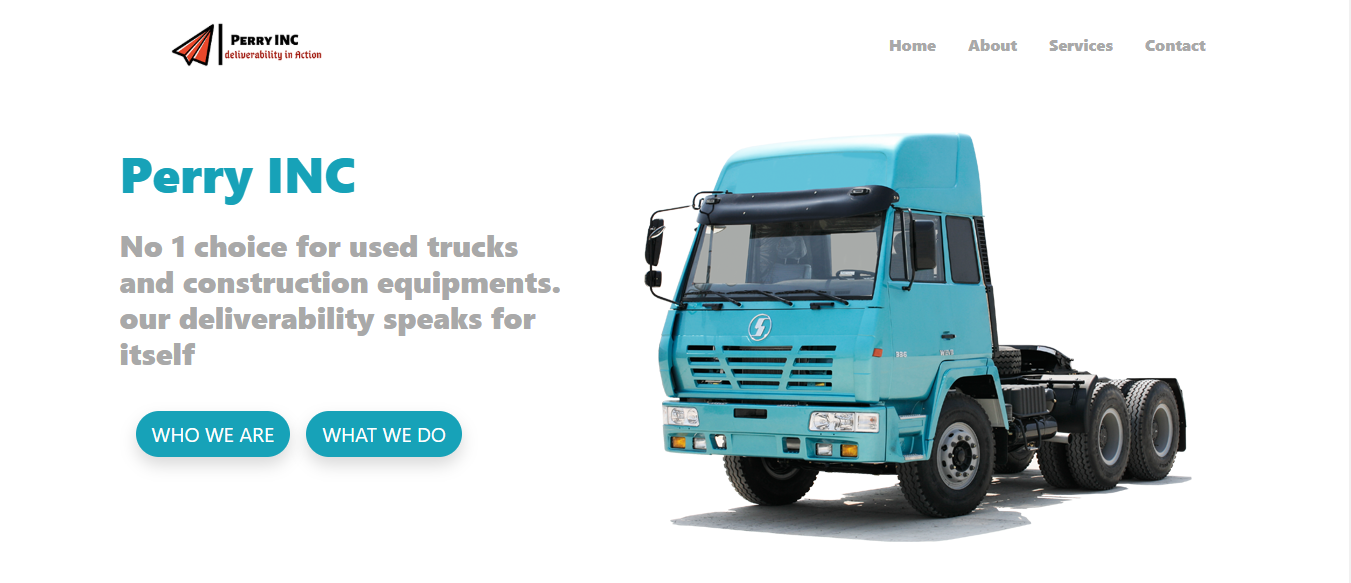 PERRY INC
deliverability in Action
Home About Services Contact
Perry INC
No 1 choice for used trucks
and construction equipments.
our deliverability speaks for
itself
WHO WE ARE WHAT WE DO